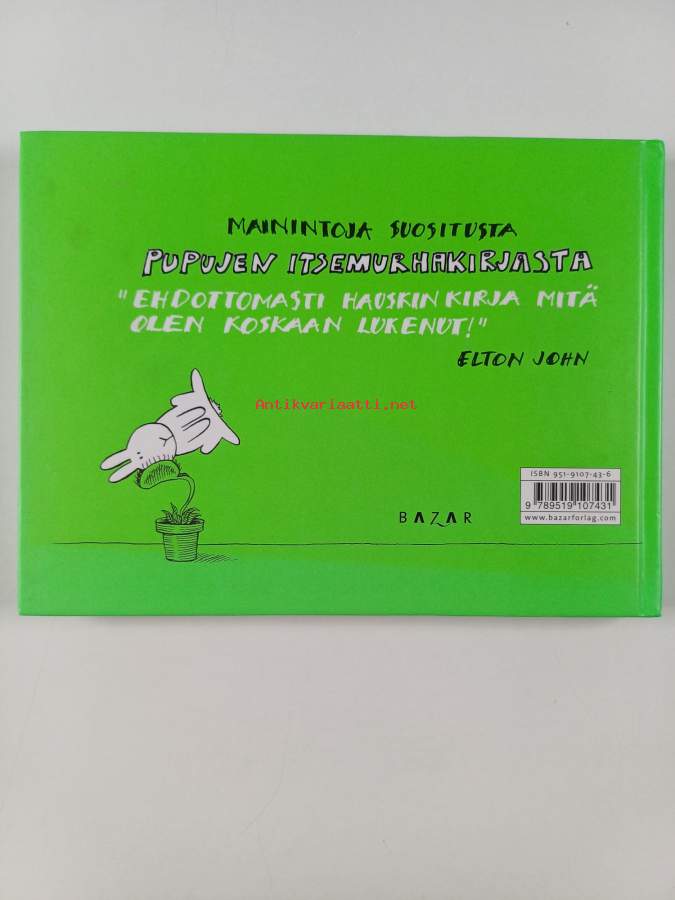 MAININTOJA SUOSITUSTA
PUPUJEN ITSEMURHAKIRJASTA
"EHDOTTOMASTI HAUSKIN KIRJA MITÄ
OLEN KOSKAAN LUKENUT!"
ELTON JOHN
Antikvariaatti.net
BAZAR
ISBN 951-9107-43-6
9 789519 107431
www.bazarforlag.com